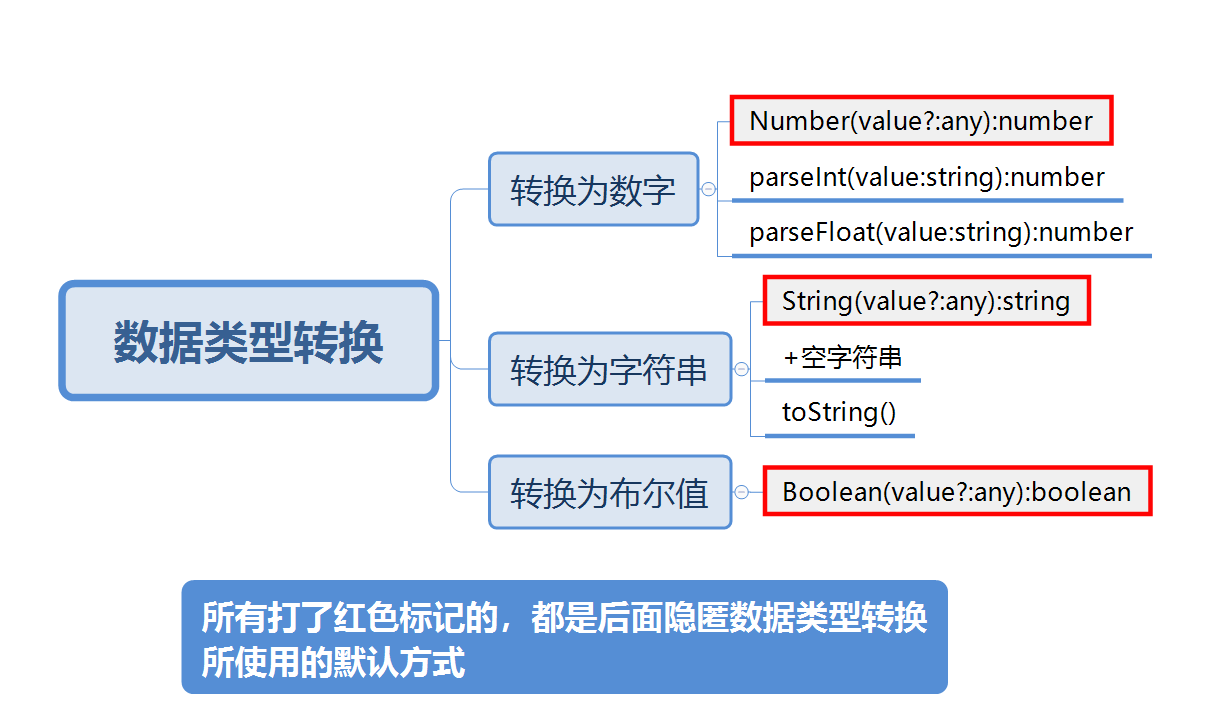 数据类型转换
转换为数字
Number(value?:any):number
parseInt(value:string):number
parseFloat(value:string):number
转换为字符串
String(value?:any):string
+空字符串
toString()
转换为布尔值
Boolean(value?:any):boolean
所有打了红色标记的，都是后面隐匿数据类型转换
所使用的默认方式